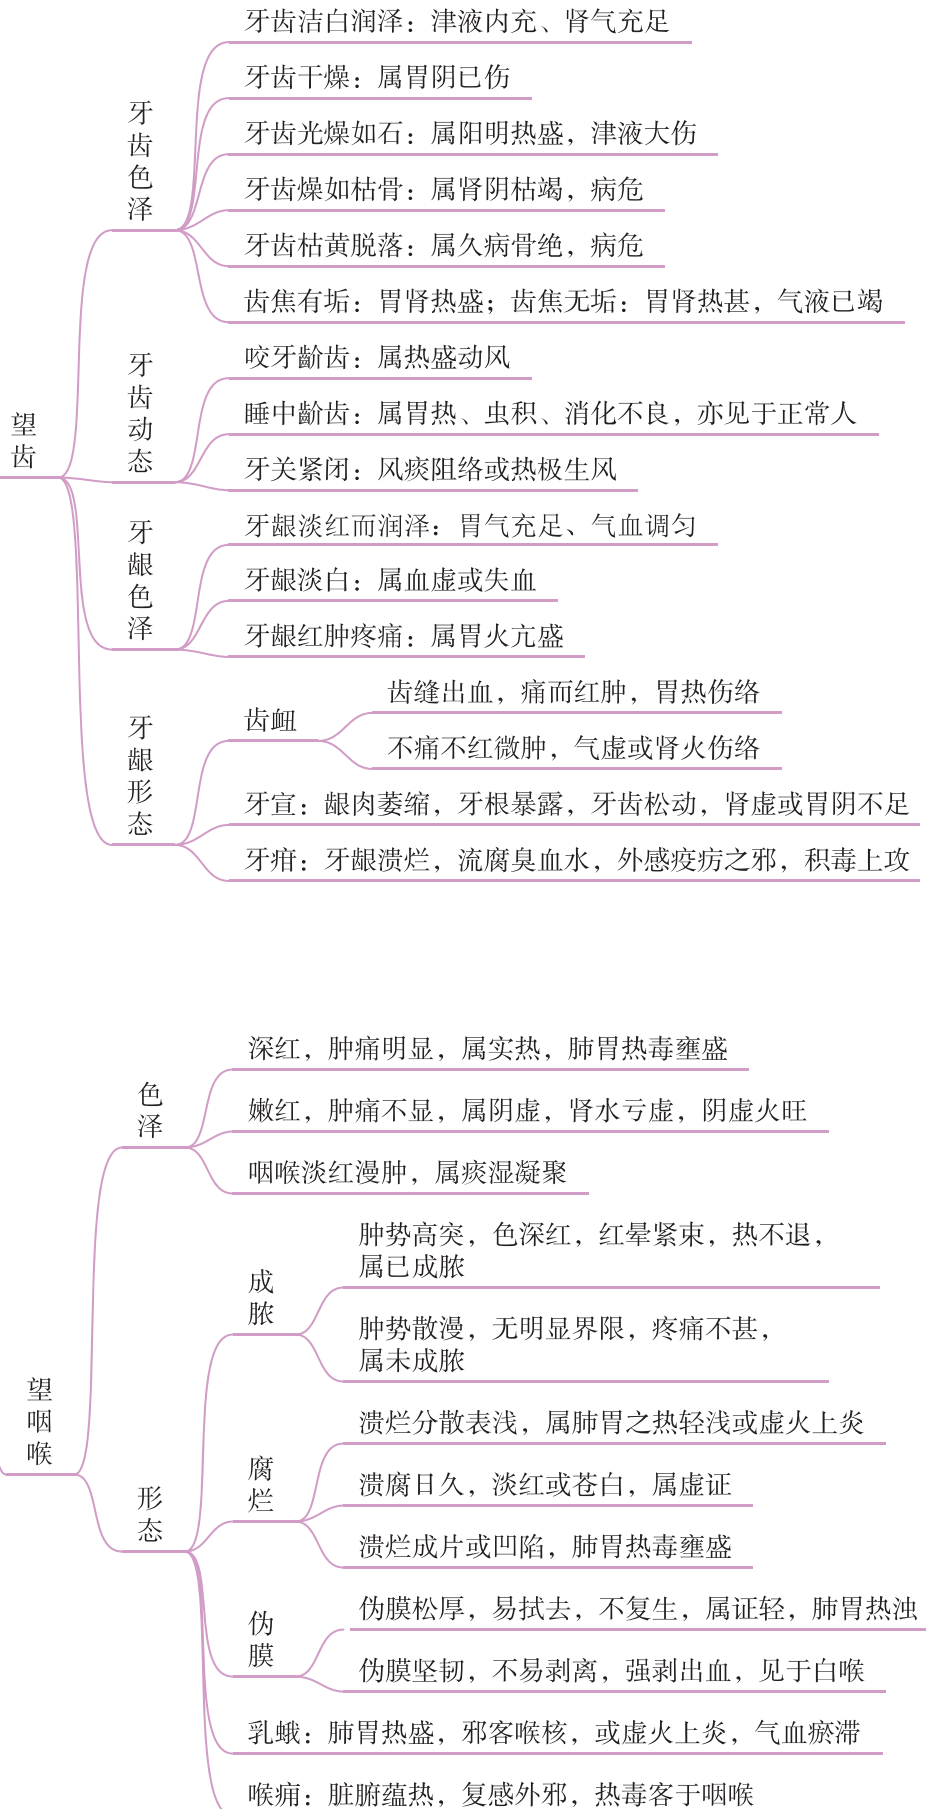 望齿
牙齿色泽
牙齿洁白润泽：津液内充、肾气充足
牙齿干燥：属胃阴已伤
牙齿光燥如石：属阳明热盛，津液大伤
牙齿燥如枯骨：属肾阴枯竭，病危
牙齿枯黄脱落：属久病骨绝，病危
齿焦有垢：胃肾热盛；齿焦无垢：胃肾热甚，气液已竭
牙齿动态
咬牙齘齿：属热盛动风
睡中齘齿：属胃热、虫积、消化不良，亦见于正常人
牙关紧闭：风痰阻络或热极生风
牙龈色泽
牙龈淡红而润泽：胃气充足、气血调匀
牙龈淡白：属血虚或失血
牙龈红肿疼痛：属胃火亢盛
牙龈形态
齿衄
齿缝出血，痛而红肿，胃热伤络
不痛不红微肿，气虚或肾火伤络
牙宣：龈肉萎缩，牙根暴露，牙齿松动，肾虚或胃阴不足
牙疳：牙龈溃烂，流腐臭血水，外感疫疠之邪，积毒上攻
望咽喉
色泽
深红，肿痛明显，属实热，肺胃热毒壅盛
嫩红，肿痛不显，属阴虚，肾水亏虚，阴虚火旺
咽喉淡红漫肿，属痰湿凝聚
形态
成脓
肿势高突，色深红，红晕紧束，热不退，
属已成脓
肿势散漫，无明显界限，疼痛不甚，
属未成脓
腐烂
溃烂分散表浅，属肺胃之热轻浅或虚火上炎
溃腐日久，淡红或苍白，属虚证
溃烂成片或凹陷，肺胃热毒壅盛
伪膜
伪膜松厚，易拭去，不复生，属证轻，肺胃热浊
伪膜坚韧，不易剥离，强剥出血，见于白喉
乳蛾：肺胃热盛，邪客喉核，或虚火上炎，气血瘀滞
喉痈：脏腑蕴热，复感外邪，热毒客于咽喉